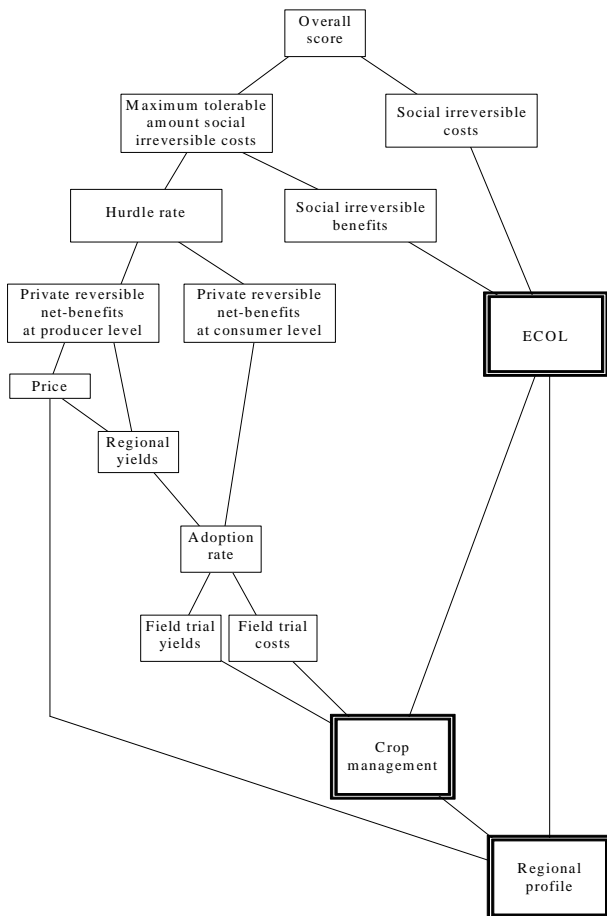 Overall
score
Maximum tolerable
amount social
irreversible costs
Social irreversible
costs
Hurdle rate
Social irreversible
benefits
Private reversible
net-benefits
at producer level
Private reversible
net-benefits
at consumer level
ECOL
Price
Regional
yields
Adoption
rate
Field trial
yields
Field trial
costs
Crop
management
Regional
profile